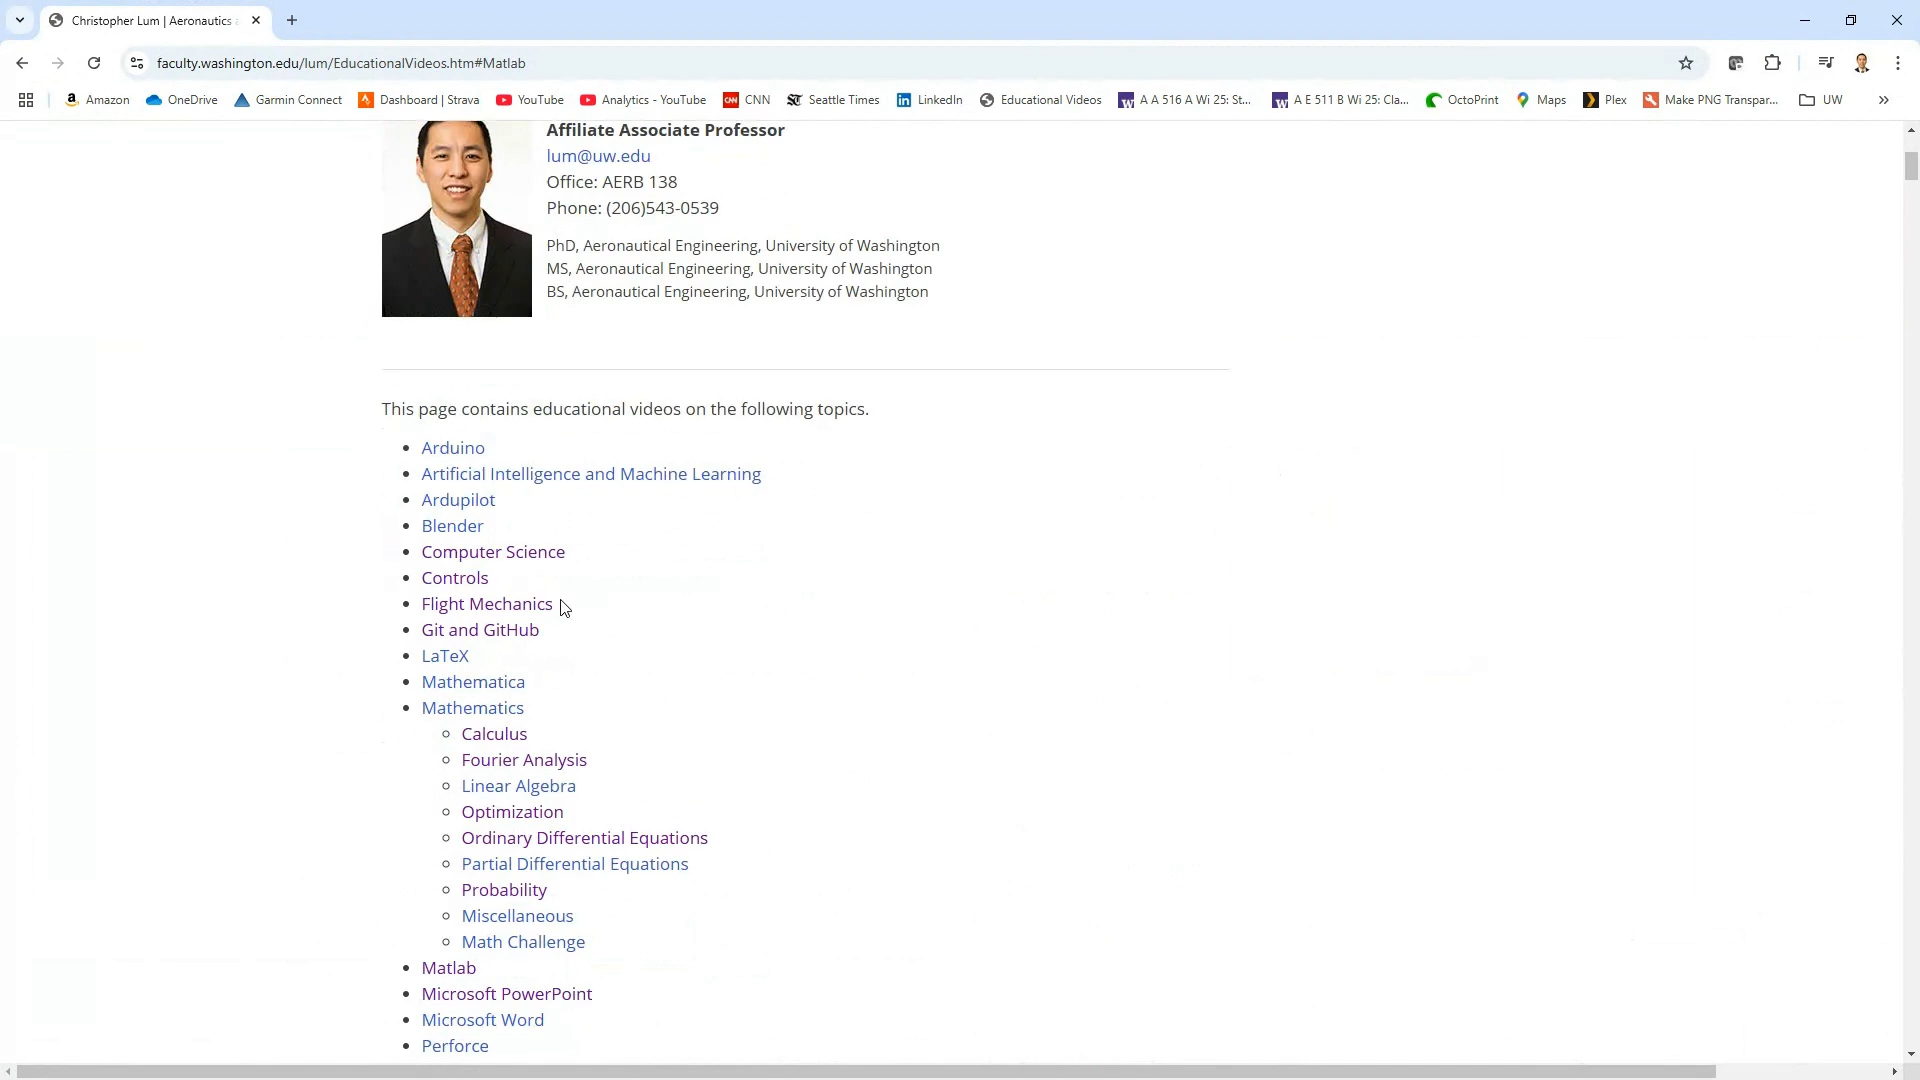 Christopher Lum | Aeronautics
faculty.washington.edu/lum/EducationalVideos.htm#Matlab
Amazon
OneDrive
Garmin Connect
Dashboard | Strava
YouTube
Analytics - YouTube
CNN
Seattle Times
LinkedIn
Educational Videos
A A 516 A Wi 25: St...
A E 511 B Wi 25: Cla...
OctoPrint
Maps
Plex
Make PNG Transpar...
UW
Affiliate Associate Professor
lum@uw.edu
Office: AERB 138
Phone: (206)543-0539
PhD, Aeronautical Engineering, University of Washington
MS, Aeronautical Engineering, University of Washington
BS, Aeronautical Engineering, University of Washington
This page contains educational videos on the following topics.
Arduino
Artificial Intelligence and Machine Learning
Ardupilot
Blender
Computer Science
Controls
Flight Mechanics
Git and GitHub
LaTeX
Mathematica
Mathematics
Calculus
Fourier Analysis
Linear Algebra
Optimization
Ordinary Differential Equations
Partial Differential Equations
Probability
Miscellaneous
Math Challenge
Matlab
Microsoft PowerPoint
Microsoft Word
Perforce